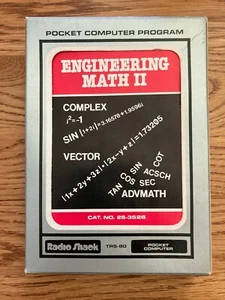 POCKET COMPUTER PROGRAM
ENGINEERING
MATH II
COMPLEX
i²=-1
SIN(1+2i)=3.16578+1.9596i
VECTOR
|1x+2y+3z|·|2x-y+z|=1.73205
SIN COT
COS ACSCH
TAN SEC
ADVMATH
CAT. NO. 26-3526
Radio Shack TRS-80 POCKET
COMPUTER